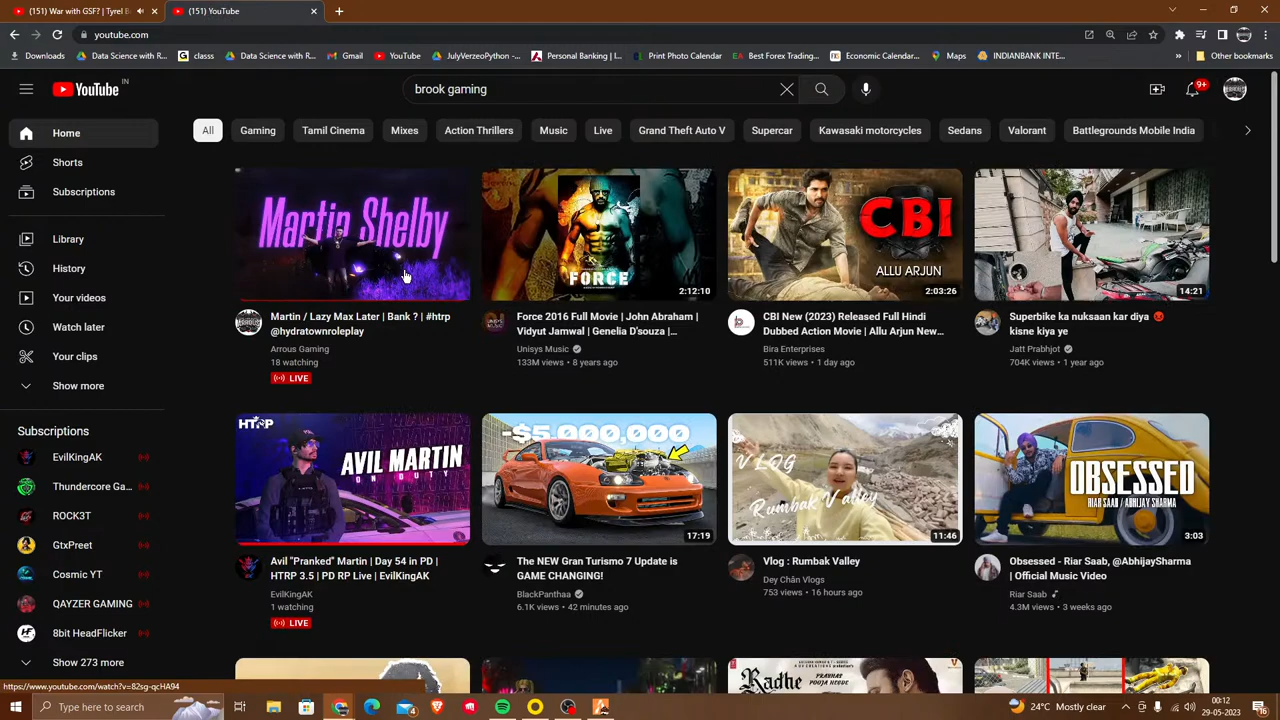 (151) War with GSF? | Tyrel B
(151) YouTube
youtube.com
Downloads
Data Science with R...
classs
Data Science with R...
Gmail
YouTube
JulyVerzeoPython -...
Personal Banking | I...
Print Photo Calendar
Best Forex Trading...
Economic Calendar...
Maps
INDIANBANK INTE...
Other bookmarks
YouTube IN
brook gaming
9+
Home
Shorts
Subscriptions
Library
History
Your videos
Watch later
Your clips
Show more
Subscriptions
EvilKingAK
Thundercore Ga...
R0CK3T
GtxPreet
Cosmic YT
QAYZER GAMING
8bit HeadFlicker
Show 273 more
All
Gaming
Tamil Cinema
Mixes
Action Thrillers
Music
Live
Grand Theft Auto V
Supercar
Kawasaki motorcycles
Sedans
Valorant
Battlegrounds Mobile India
Martin Shelby
Martin / Lazy Max Later | Bank ? | #htrp
@hydratownroleplay
Arrous Gaming
18 watching
LIVE
FORCE
2:12:10
Force 2016 Full Movie | John Abraham |
Vidyut Jamwal | Genelia D'souza |...
Unisys Music
133M views • 8 years ago
CBI
ALLU ARJUN
2:03:26
CBI New (2023) Released Full Hindi
Dubbed Action Movie | Allu Arjun New...
Bira Enterprises
511K views • 1 day ago
14:21
Superbike ka nuksaan kar diya 😡
kisne kiya ye
Jatt Prabhjot
704K views • 1 year ago
HTRP
AVIL MARTIN
ON DUTY
Avil "Pranked" Martin | Day 54 in PD |
HTRP 3.5 | PD RP Live | EvilKingAK
EvilKingAK
1 watching
LIVE
-$5,000,000
17:19
The NEW Gran Turismo 7 Update is
GAME CHANGING!
BlackPanthaa
6.1K views • 42 minutes ago
VLOG
Rumbak Valley
11:46
Vlog : Rumbak Valley
Dey Chân Vlogs
753 views • 16 hours ago
OBSESSED
RIAR SAAB / ABHIJAY SHARMA
3:03
Obsessed - Riar Saab, @AbhijaySharma
| Official Music Video
Riar Saab
4.3M views • 3 weeks ago
Radhe
PRABHAS
POOJA HEGDE
https://www.youtube.com/watch?v=82sg-qcHA94
Type here to search
4
24°C Mostly clear
00:12
29-05-2023
16